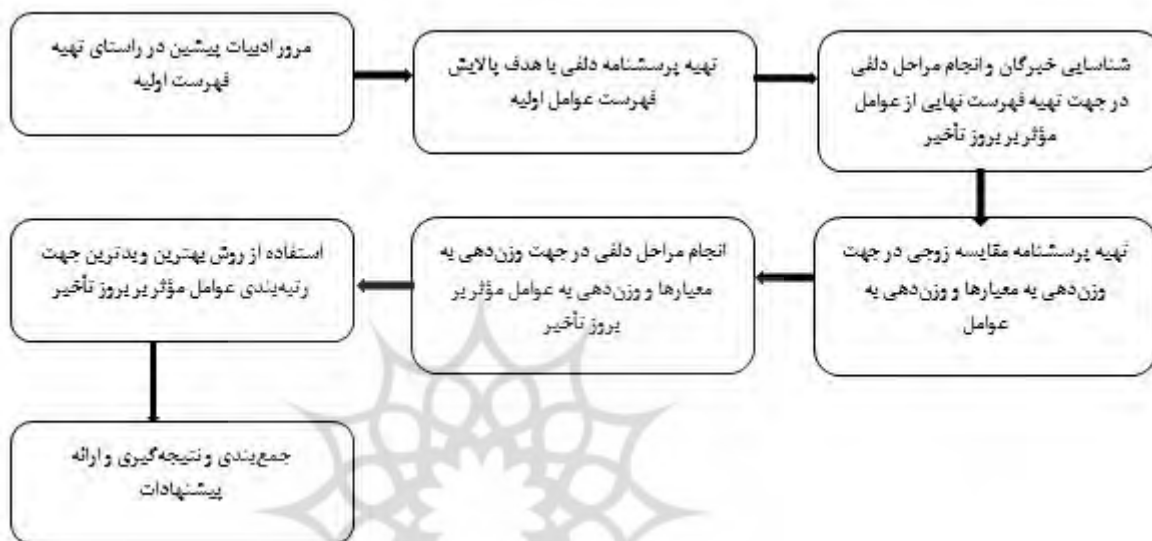 مرور ادبیات پیشین در راستای تهیه
فهرست اولیه
تهیه پرسشنامه دلفی با هدف پالایش
فهرست عوامل اولیه
شناسایی خبرگان و انجام مراحل دلفی
در جهت تهیه فهرست نهایی از عوامل
مؤثر بر بروز تأخیر
تهیه پرسشنامه مقایسه زوجی در جهت
وزن‌دهی به معیارها و وزن‌دهی به
عوامل
انجام مراحل دلفی در جهت وزن‌دهی به
معیارها و وزن‌دهی به عوامل مؤثر بر
بروز تأخیر
استفاده از روش بهترین و بدترین جهت
رتبه‌بندی عوامل مؤثر بر بروز تأخیر
جمع‌بندی و نتیجه‌گیری و ارائه
پیشنهادات